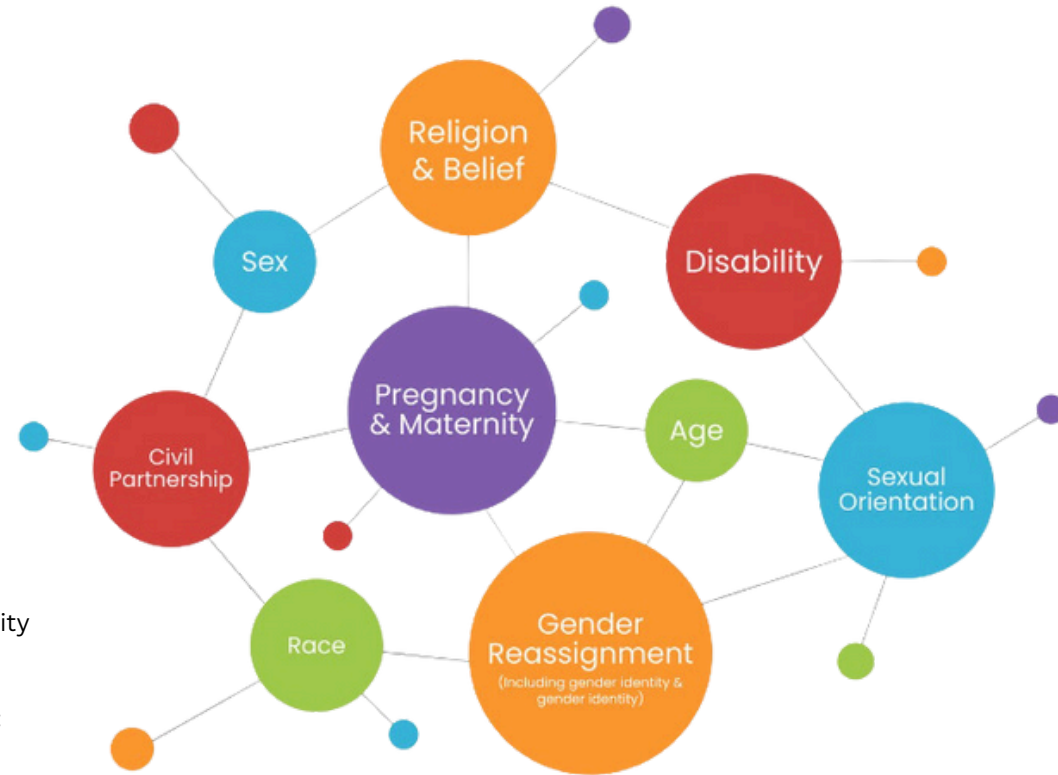 Religion
& Belief
Sex
Disability
Pregnancy
& Maternity
Age
Civil
Partnership
Sexual
Orientation
ity
Race
Gender
Reassignment
(Including gender identity &
gender identity)